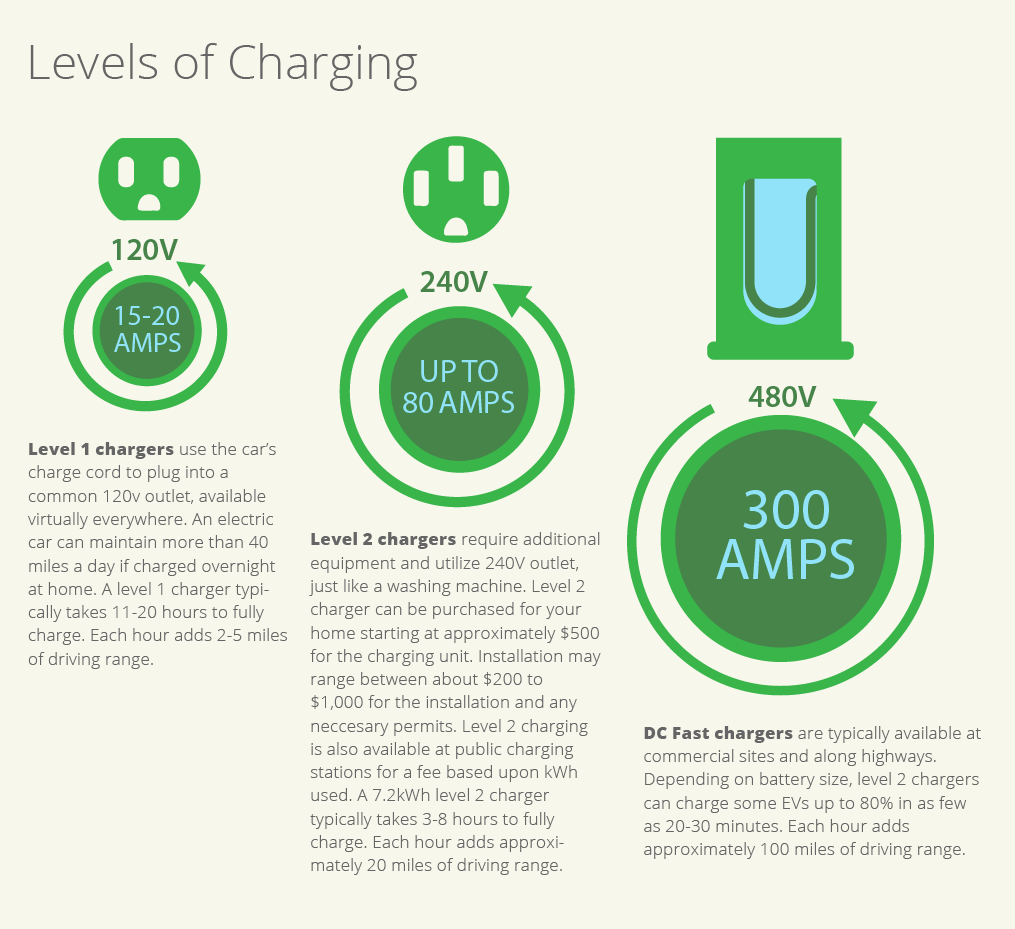 Levels of Charging
120V
15-20
AMPS
Level 1 chargers use the car’s
charge cord to plug into a
common 120v outlet, available
virtually everywhere. An electric
car can maintain more than 40
miles a day if charged overnight
at home. A level 1 charger typi-
cally takes 11-20 hours to fully
charge. Each hour adds 2-5 miles
of driving range.
240V
UP TO
80 AMPS
Level 2 chargers require additional
equipment and utilize 240V outlet,
just like a washing machine. Level 2
charger can be purchased for your
home starting at approximately $500
for the charging unit. Installation may
range between about $200 to
$1,000 for the installation and any
neccesary permits. Level 2 charging
is also available at public charging
stations for a fee based upon kWh
used. A 7.2kWh level 2 charger
typically takes 3-8 hours to fully
charge. Each hour adds approxi-
mately 20 miles of driving range.
480V
300
AMPS
DC Fast chargers are typically available at
commercial sites and along highways.
Depending on battery size, level 2 chargers
can charge some EVs up to 80% in as few
as 20-30 minutes. Each hour adds
approximately 100 miles of driving range.